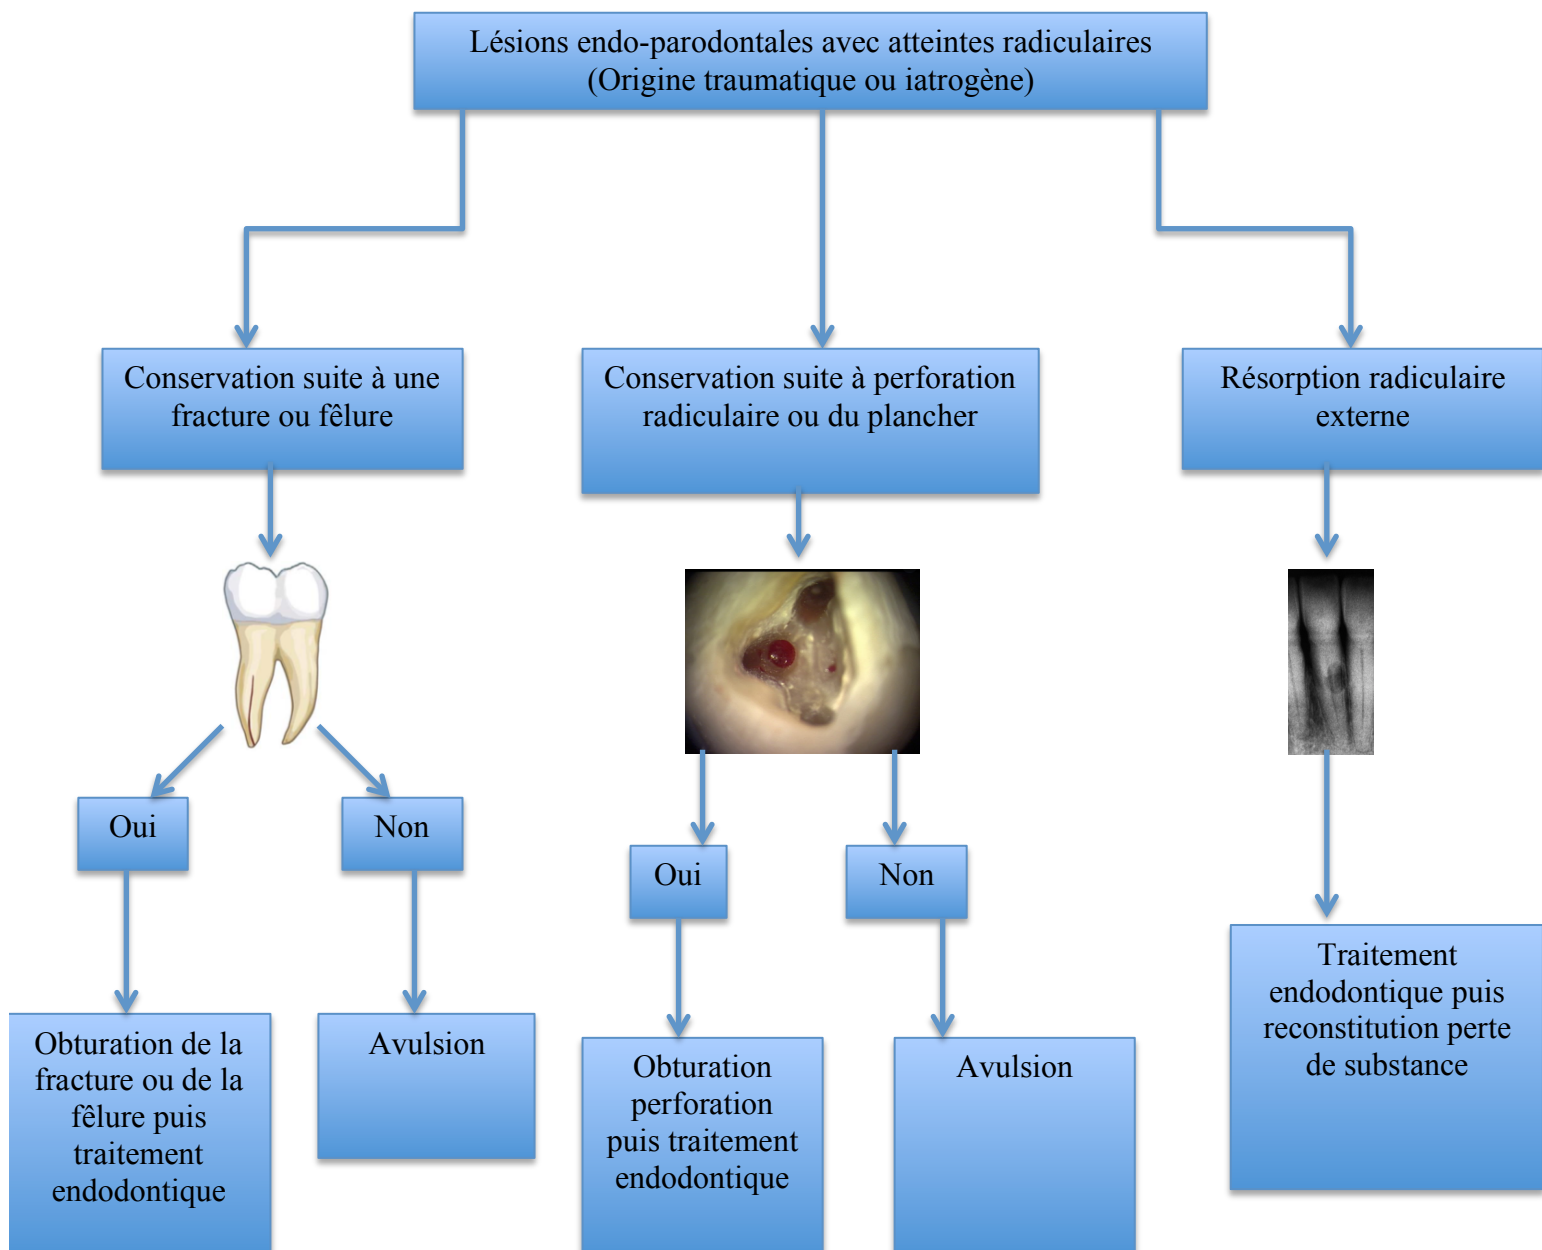 Lésions endo-parodontales avec atteintes radiculaires
(Origine traumatique ou iatrogène)
Conservation suite à une
fracture ou fêlure
Conservation suite à perforation
radiculaire ou du plancher
Résorption radiculaire
externe
Oui
Non
Oui
Non
Obturation de la
fracture ou de la
fêlure puis
traitement
endodontique
Avulsion
Obturation
perforation
puis traitement
endodontique
Avulsion
Traitement
endodontique puis
reconstitution perte
de substance